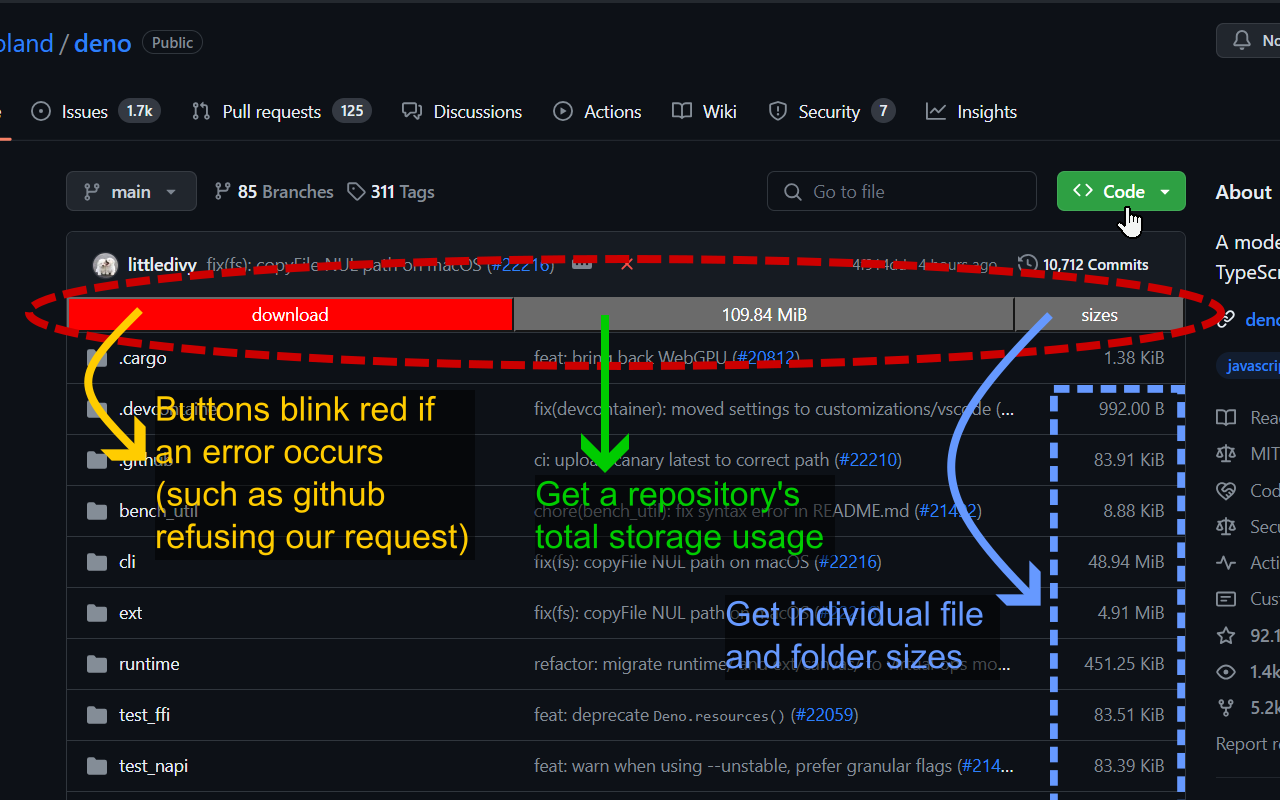 oland / deno Public
No
Issues 1.7k Pull requests 125 Discussions Actions Wiki Security 7 Insights
main 85 Branches 311 Tags Go to file Code
About
A mode
TypeScri
deno
javascrip
Read
MIT
Cod
Secu
Acti
Cust
92.1
1.4k
5.2k
Report re
littledivy fix(fs): copyFile NUL path on macOS (#22216) 4 hours ago 10,712 Commits
download 109.84 MiB sizes
.cargo feat: bring back WebGPU (#20812) 1.38 KiB
.devcontainer fix(devcontainer): moved settings to customizations/vscode (... 992.00 B
.github ci: upload canary latest to correct path (#22210) 83.91 KiB
bench_util chore(bench_util): fix syntax error in README.md 8.88 KiB
cli fix(fs): copyFile NUL path on macOS (#22216) 48.94 MiB
ext fix(fs): copyFile NUL path on macOS 4.91 MiB
runtime refactor: migrate runtime/ and ext/canvas/ to virtual ops mo... 451.25 KiB
test_ffi feat: deprecate Deno.resources() (#22059) 83.51 KiB
test_napi feat: warn when using --unstable, prefer granular flags (#214... 83.39 KiB
Buttons blink red if
an error occurs
(such as github
refusing our request)
Get a repository's
total storage usage
Get individual file
and folder sizes